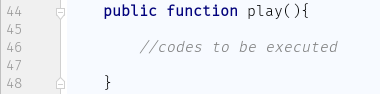 44 public function play(){
45
46 //codes to be executed
47
48 }